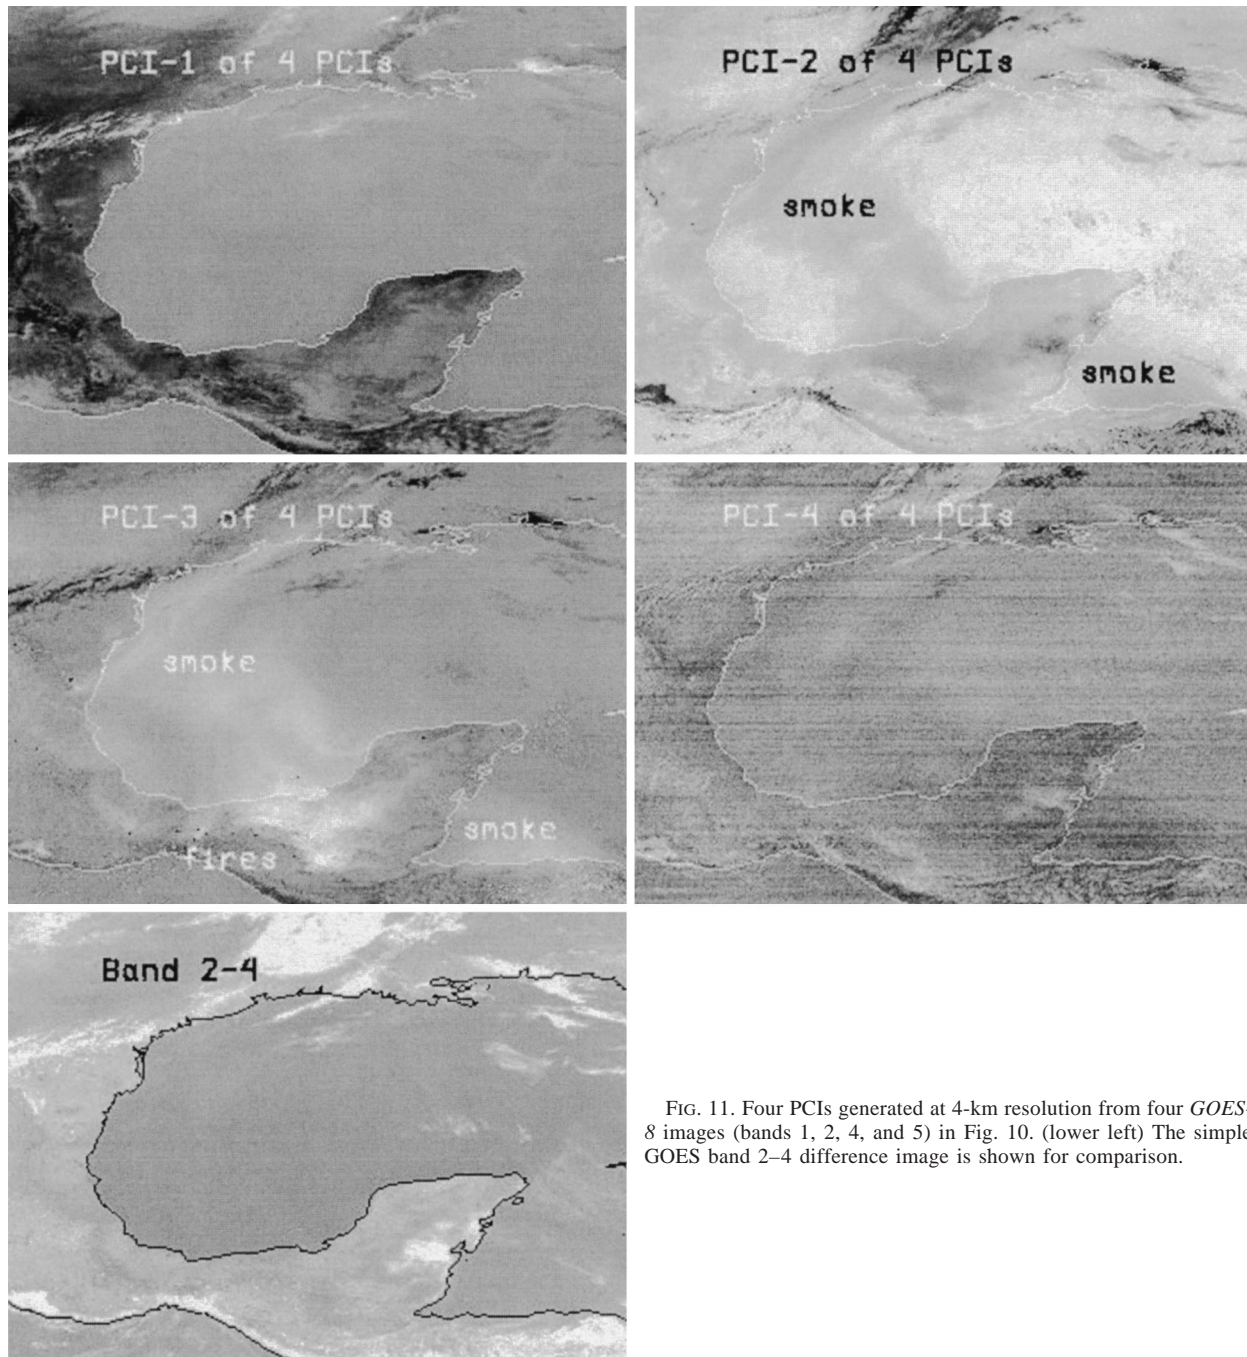 PCI-1 of 4 PCIs
PCI-2 of 4 PCIs
smoke
smoke
PCI-3 of 4 PCIs
smoke
smoke
fires
PCI-4 of 4 PCIs
Band 2-4
FIG. 11. Four PCIs generated at 4-km resolution from four GOES-
8 images (bands 1, 2, 4, and 5) in Fig. 10. (lower left) The simple
GOES band 2–4 difference image is shown for comparison.